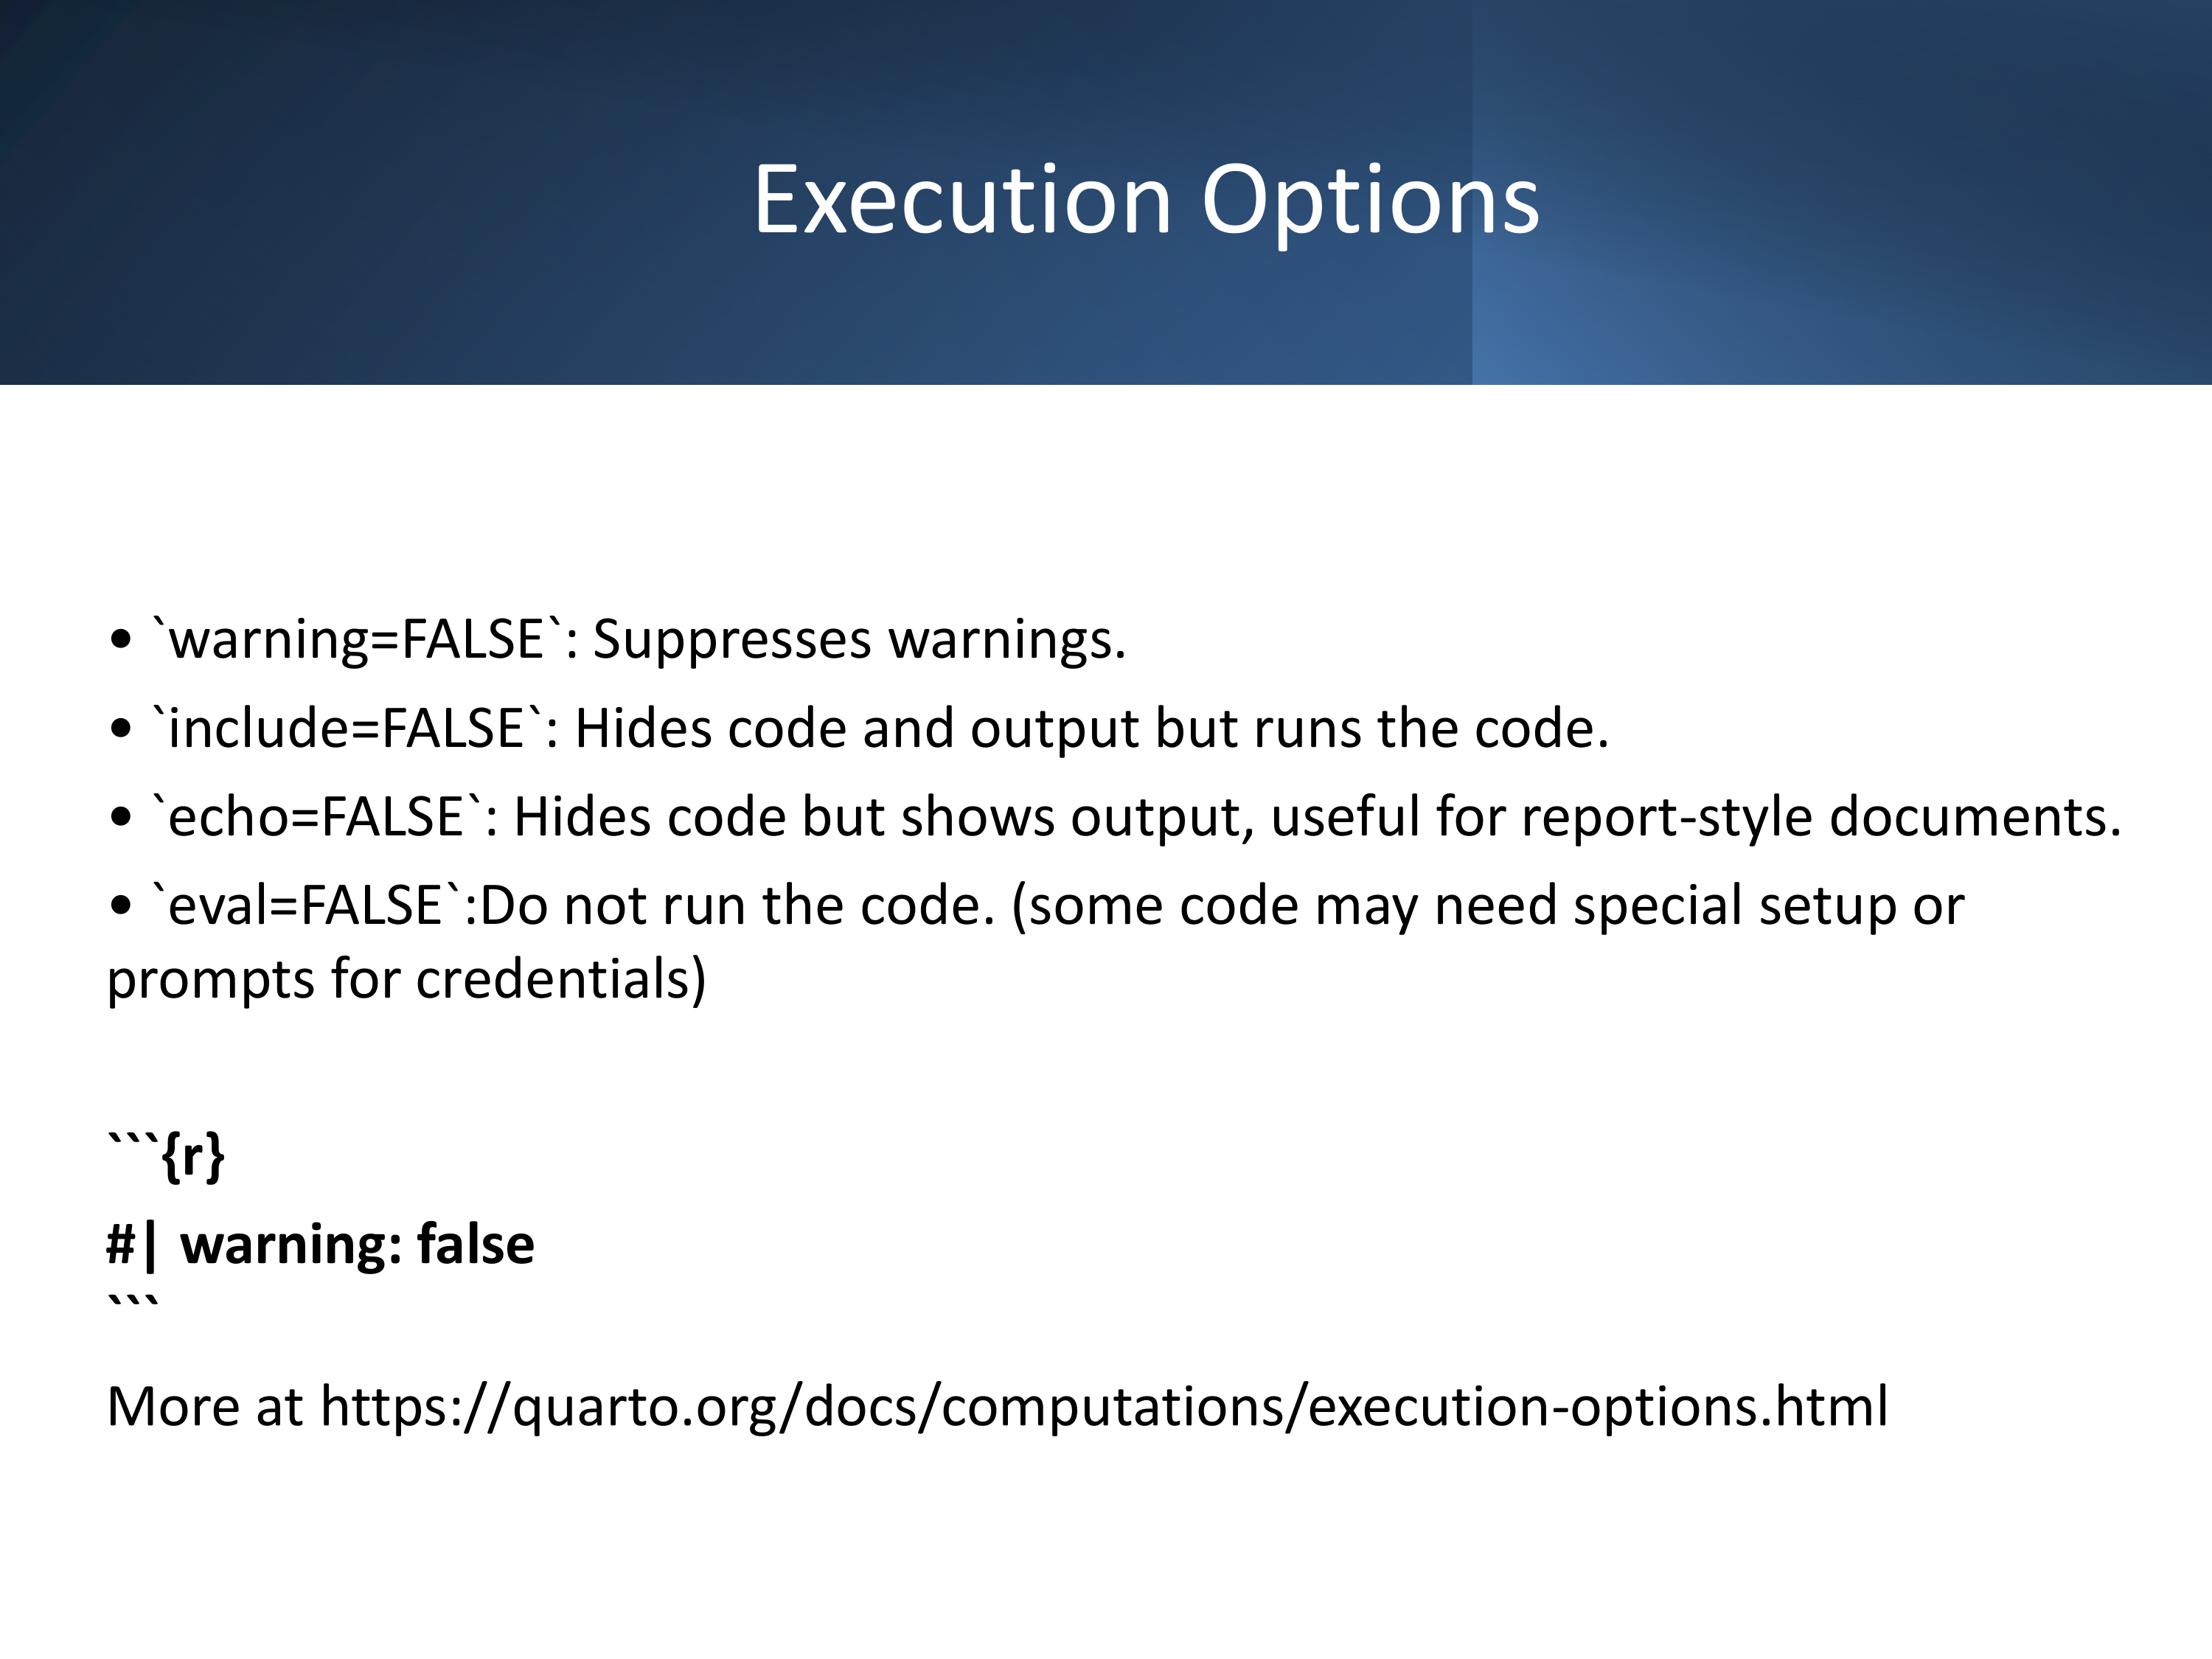 Execution Options
• `warning=FALSE`: Suppresses warnings.
• `include=FALSE`: Hides code and output but runs the code.
• `echo=FALSE`: Hides code but shows output, useful for report-style documents.
• `eval=FALSE`:Do not run the code. (some code may need special setup or
prompts for credentials)
```{r}
#| warning: false
```
More at https://quarto.org/docs/computations/execution-options.html